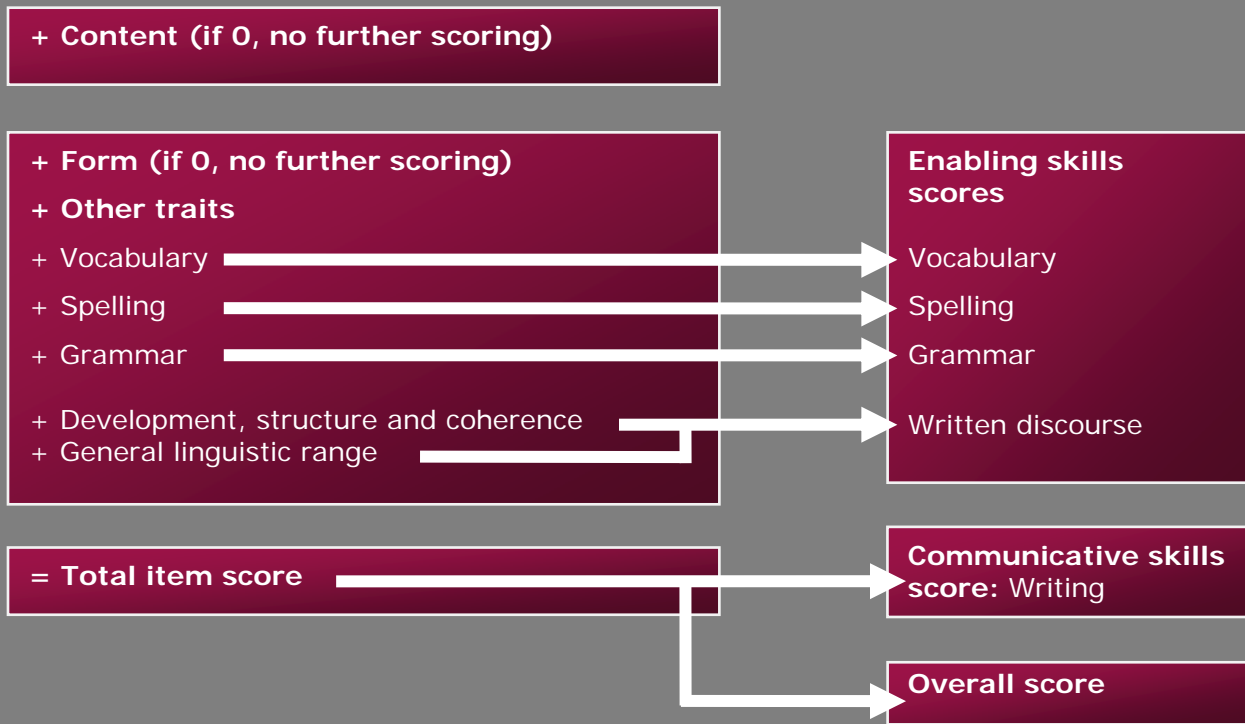 + Content (if 0, no further scoring)
+ Form (if 0, no further scoring)
+ Other traits
+ Vocabulary
+ Spelling
+ Grammar
+ Development, structure and coherence
+ General linguistic range
Enabling skills
scores
Vocabulary
Spelling
Grammar
Written discourse
= Total item score
Communicative skills
score: Writing
Overall score